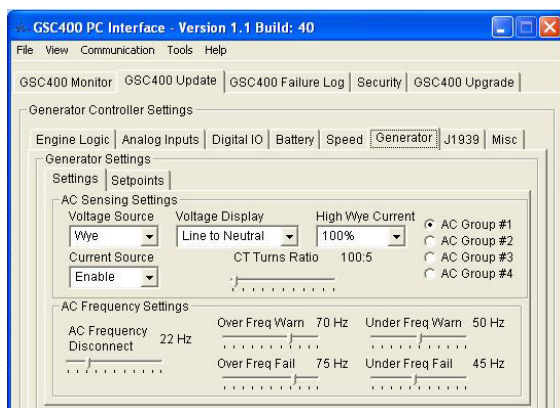 GSC400 PC Interface - Version 1.1 Build: 40
File View Communication Tools Help
GSC400 Monitor GSC400 Update GSC400 Failure Log Security GSC400 Upgrade
Generator Controller Settings
Engine Logic Analog Inputs Digital IO Battery Speed Generator J1939 Misc
Generator Settings
Settings Setpoints
AC Sensing Settings
Voltage Source Voltage Display High Wye Current
Wye Line to Neutral 100%
AC Group #1
AC Group #2
AC Group #3
AC Group #4
Current Source CT Turns Ratio 100:5
Enable
AC Frequency Settings
AC Frequency Disconnect 22 Hz
Over Freq Warn 70 Hz Under Freq Warn 50 Hz
Over Freq Fail 75 Hz Under Freq Fail 45 Hz